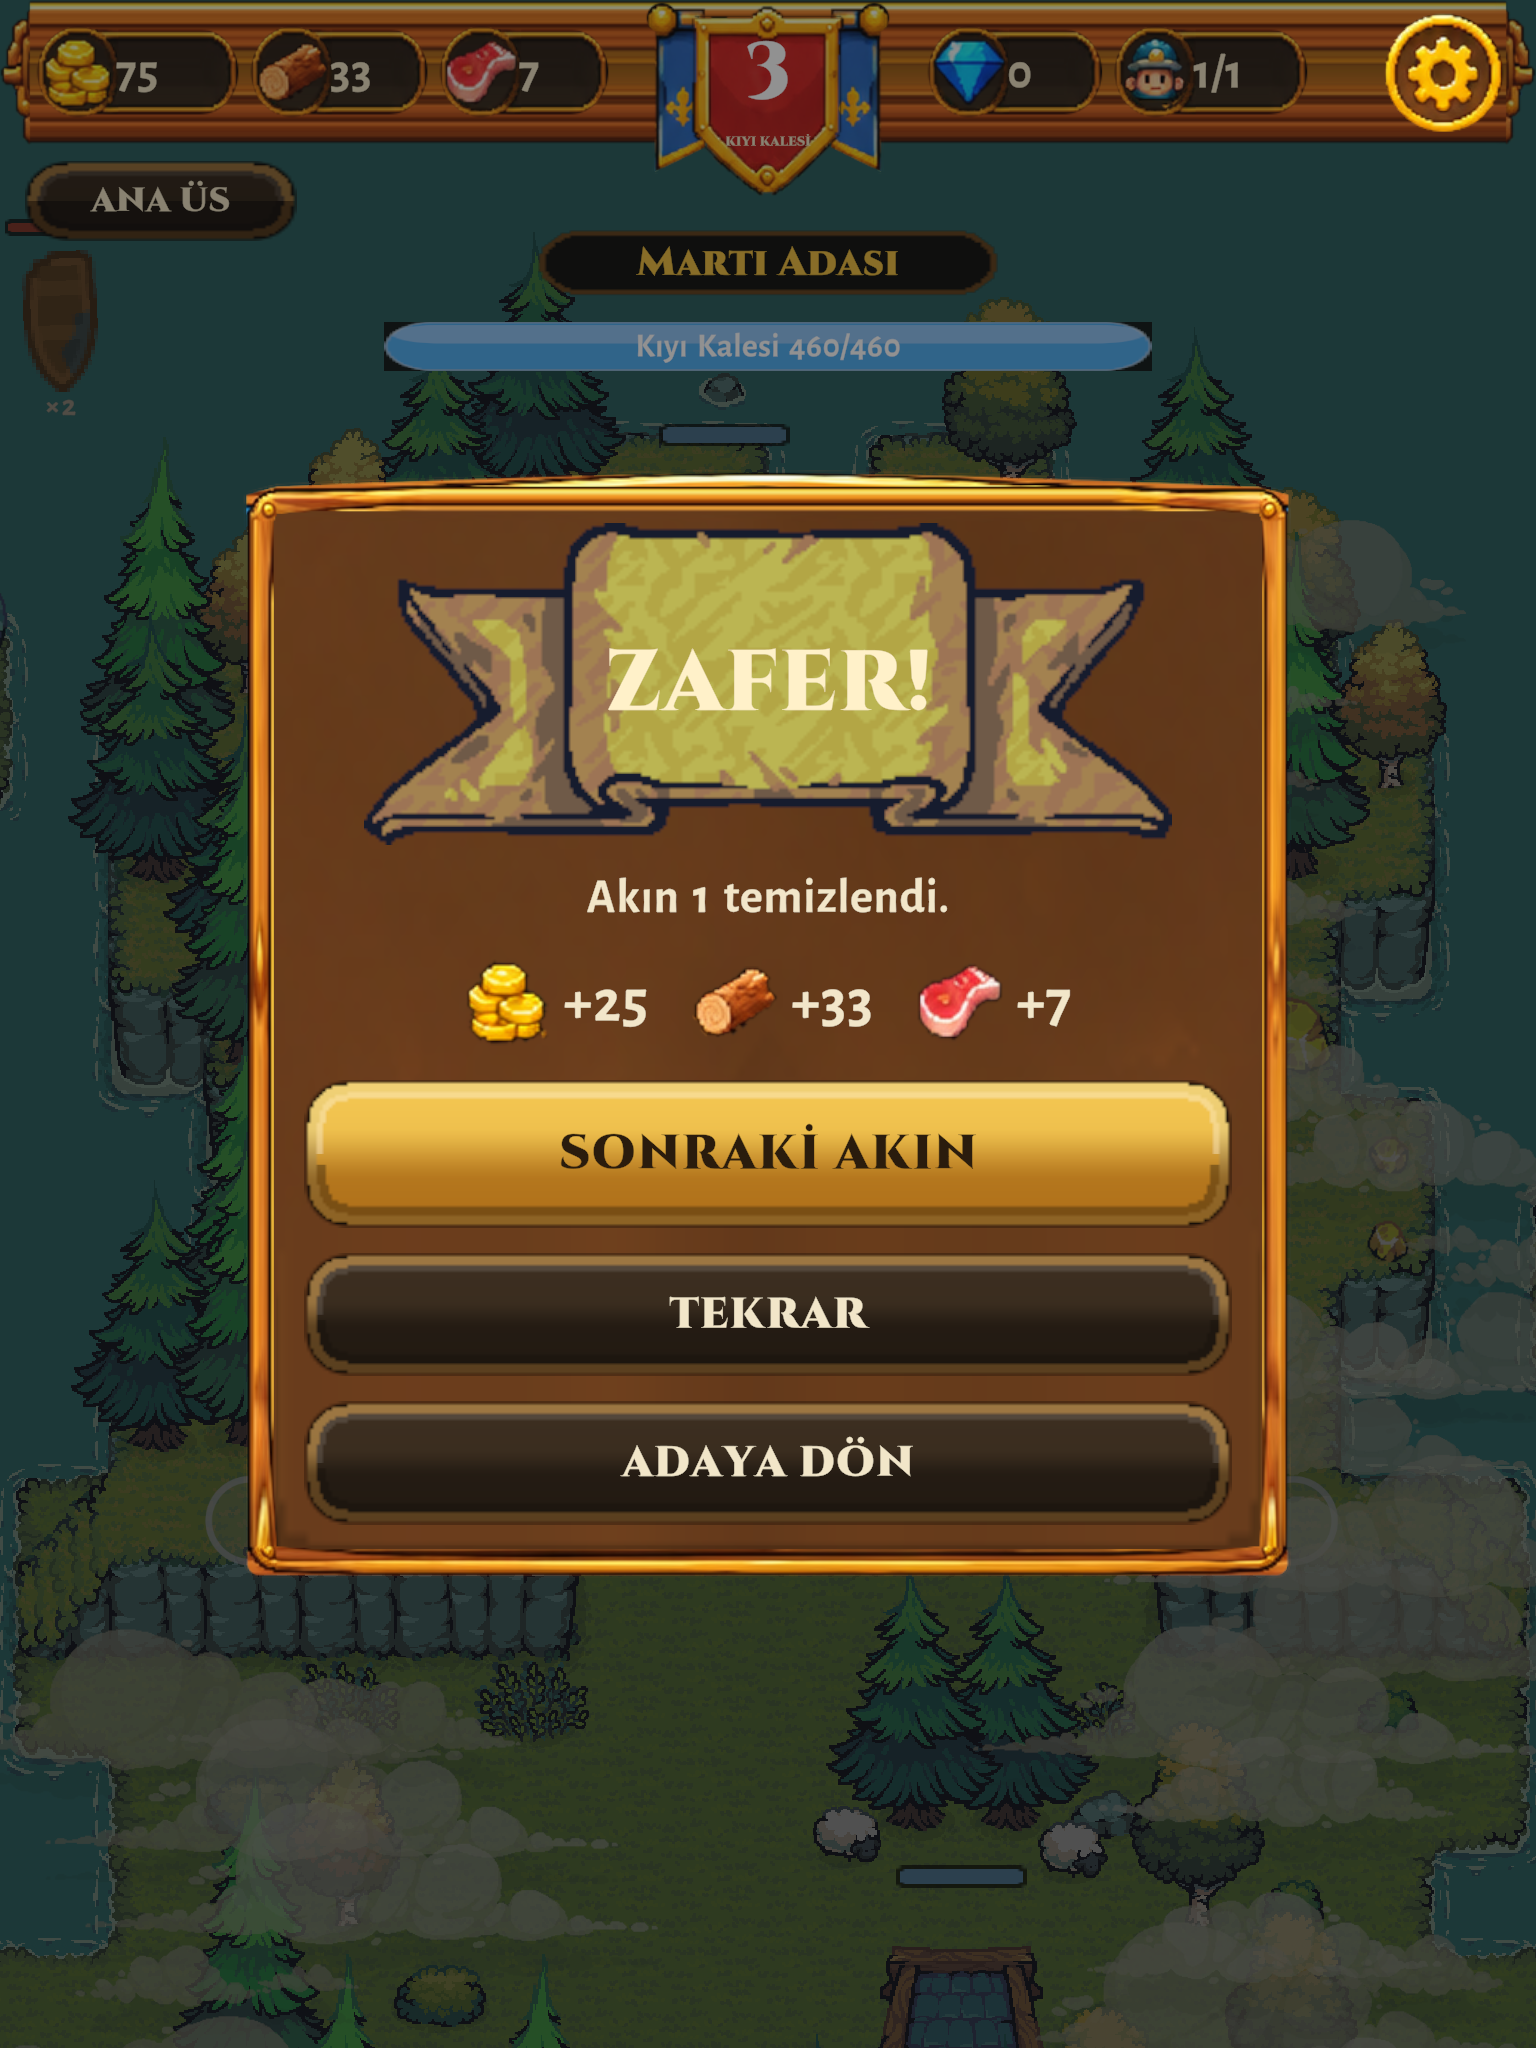 75
33
7
3
KIYI KALESİ
0
1/1
ANA ÜS
MARTI ADASI
Kıyı Kalesi 460/460
×2
ZAFER!
Akın 1 temizlendi.
+25
+33
+7
SONRAKİ AKIN
TEKRAR
ADAYA DÖN